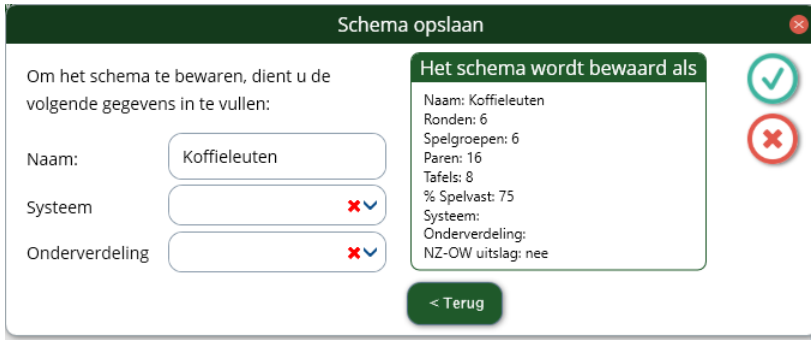 Schema opslaan
Om het schema te bewaren, dient u de
volgende gegevens in te vullen:
Naam:
Koffieleuten
Systeem
Onderverdeling
Het schema wordt bewaard als
Naam: Koffieleuten
Ronden: 6
Spelgroepen: 6
Paren: 16
Tafels: 8
% Spelvast: 75
Systeem:
Onderverdeling:
NZ-OW uitslag: nee
< Terug